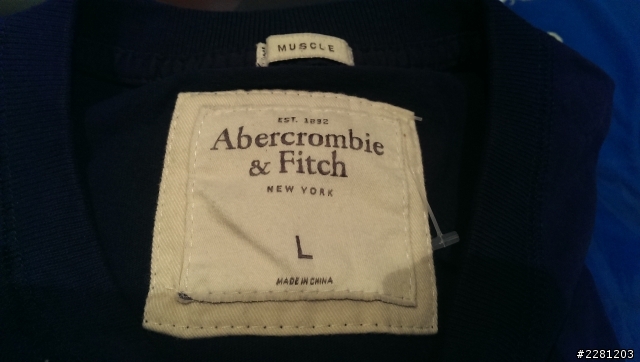 MUSCLE
EST. 1892
Abercrombie
& Fitch
NEW YORK
L
MADE IN CHINA
#2281203